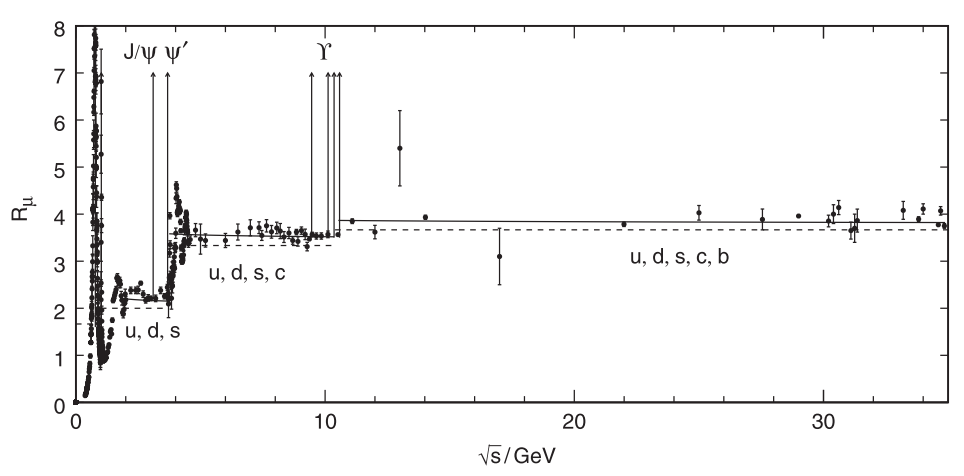 8
J/ψ ψ′ ϒ
7
6
5
R_μ
4
3
u, d, s, c
u, d, s, c, b
2
u, d, s
1
0
0 10 20 30
√s / GeV